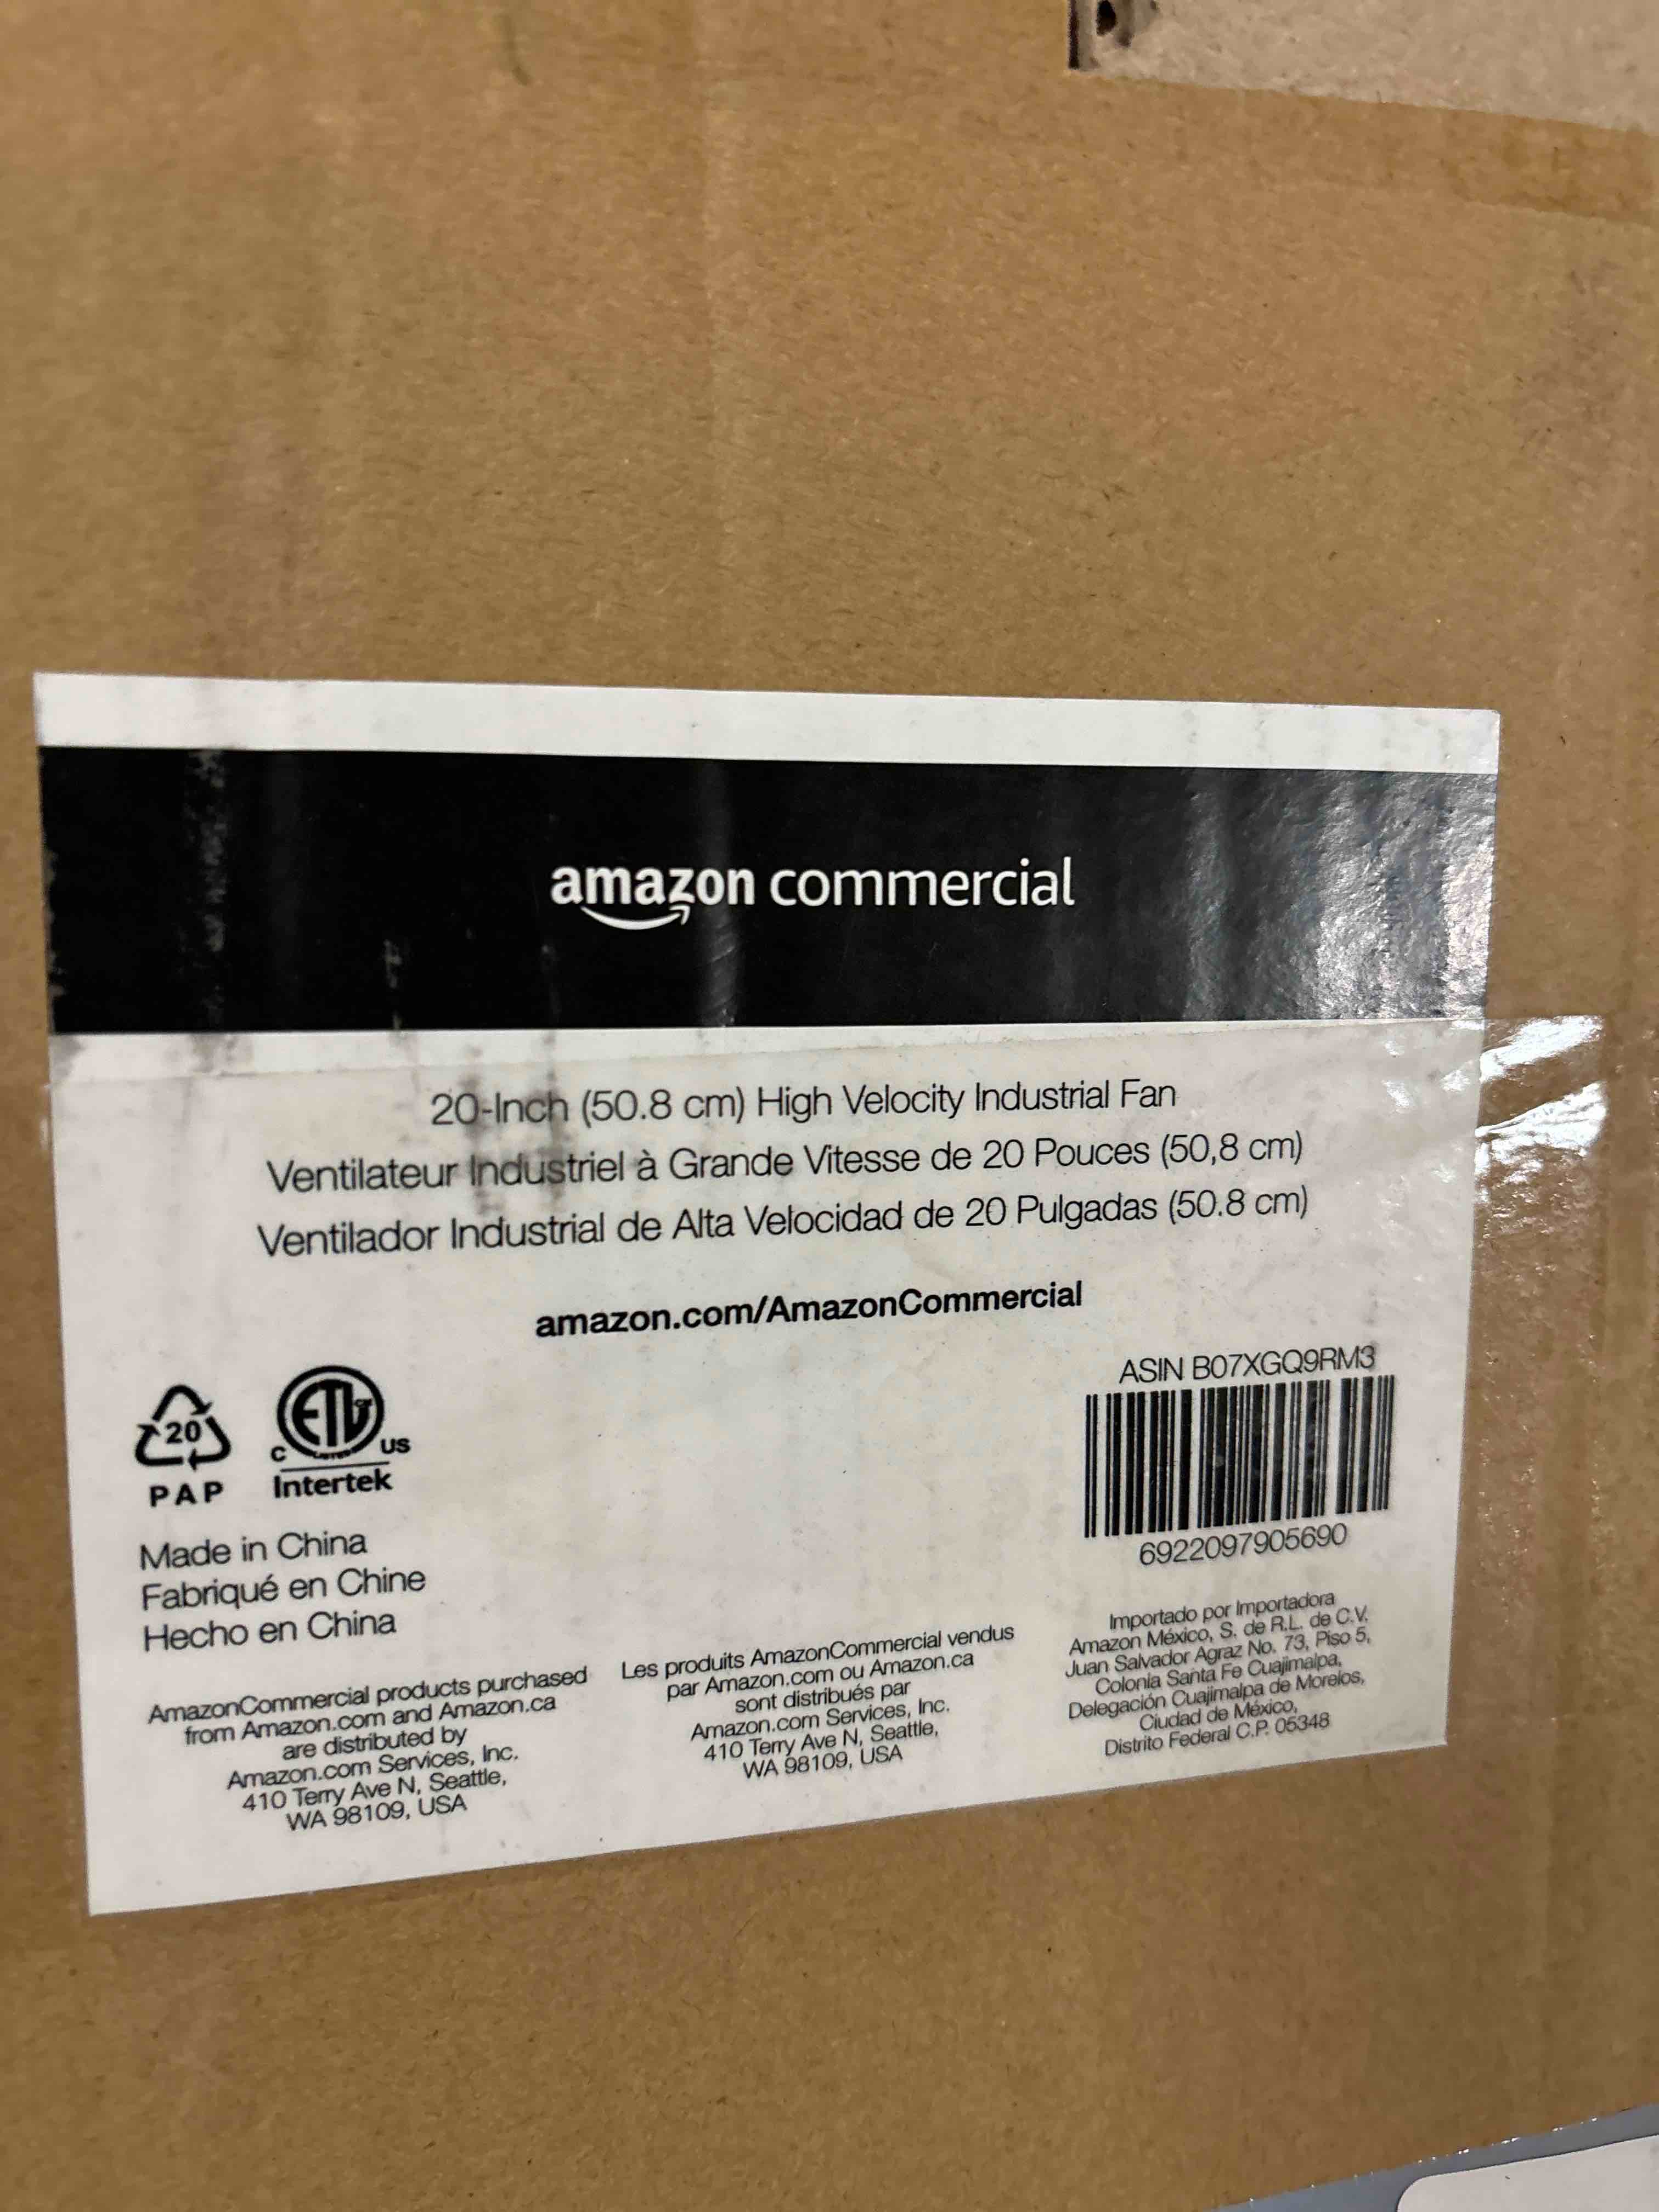 amazon commercial
20-Inch (50.8 cm) High Velocity Industrial Fan
Ventilateur Industriel à Grande Vitesse de 20 Pouces (50,8 cm)
Ventilador Industrial de Alta Velocidad de 20 Pulgadas (50.8 cm)
amazon.com/AmazonCommercial
ASIN B07XGQ9RM3
6922097905690
20
PAP
ETL
C US
Intertek
Made in China
Fabriqué en Chine
Hecho en China
AmazonCommercial products purchased
from Amazon.com and Amazon.ca
are distributed by
Amazon.com Services, Inc.
410 Terry Ave N, Seattle,
WA 98109, USA
Les produits AmazonCommercial vendus
par Amazon.com ou Amazon.ca
sont distribués par
Amazon.com Services, Inc.
410 Terry Ave N, Seattle,
WA 98109, USA
Importado por Importadora
Amazon México, S. de R.L. de C.V.
Juan Salvador Agraz No. 73, Piso 5,
Colonia Santa Fe Cuajimalpa,
Delegación Cuajimalpa de Morelos,
Ciudad de México,
Distrito Federal C.P. 05348